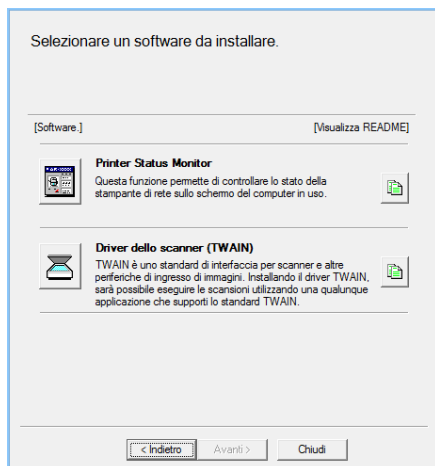 Selezionare un software da installare.
[Software.] [Visualizza README]
Printer Status Monitor
Questa funzione permette di controllare lo stato della
stampante di rete sullo schermo del computer in uso.
Driver dello scanner (TWAIN)
TWAIN è uno standard di interfaccia per scanner e altre
periferiche di ingresso di immagini. Installando il driver TWAIN,
sarà possibile eseguire le scansioni utilizzando una qualunque
applicazione che supporti lo standard TWAIN.
< Indietro Avanti > Chiudi